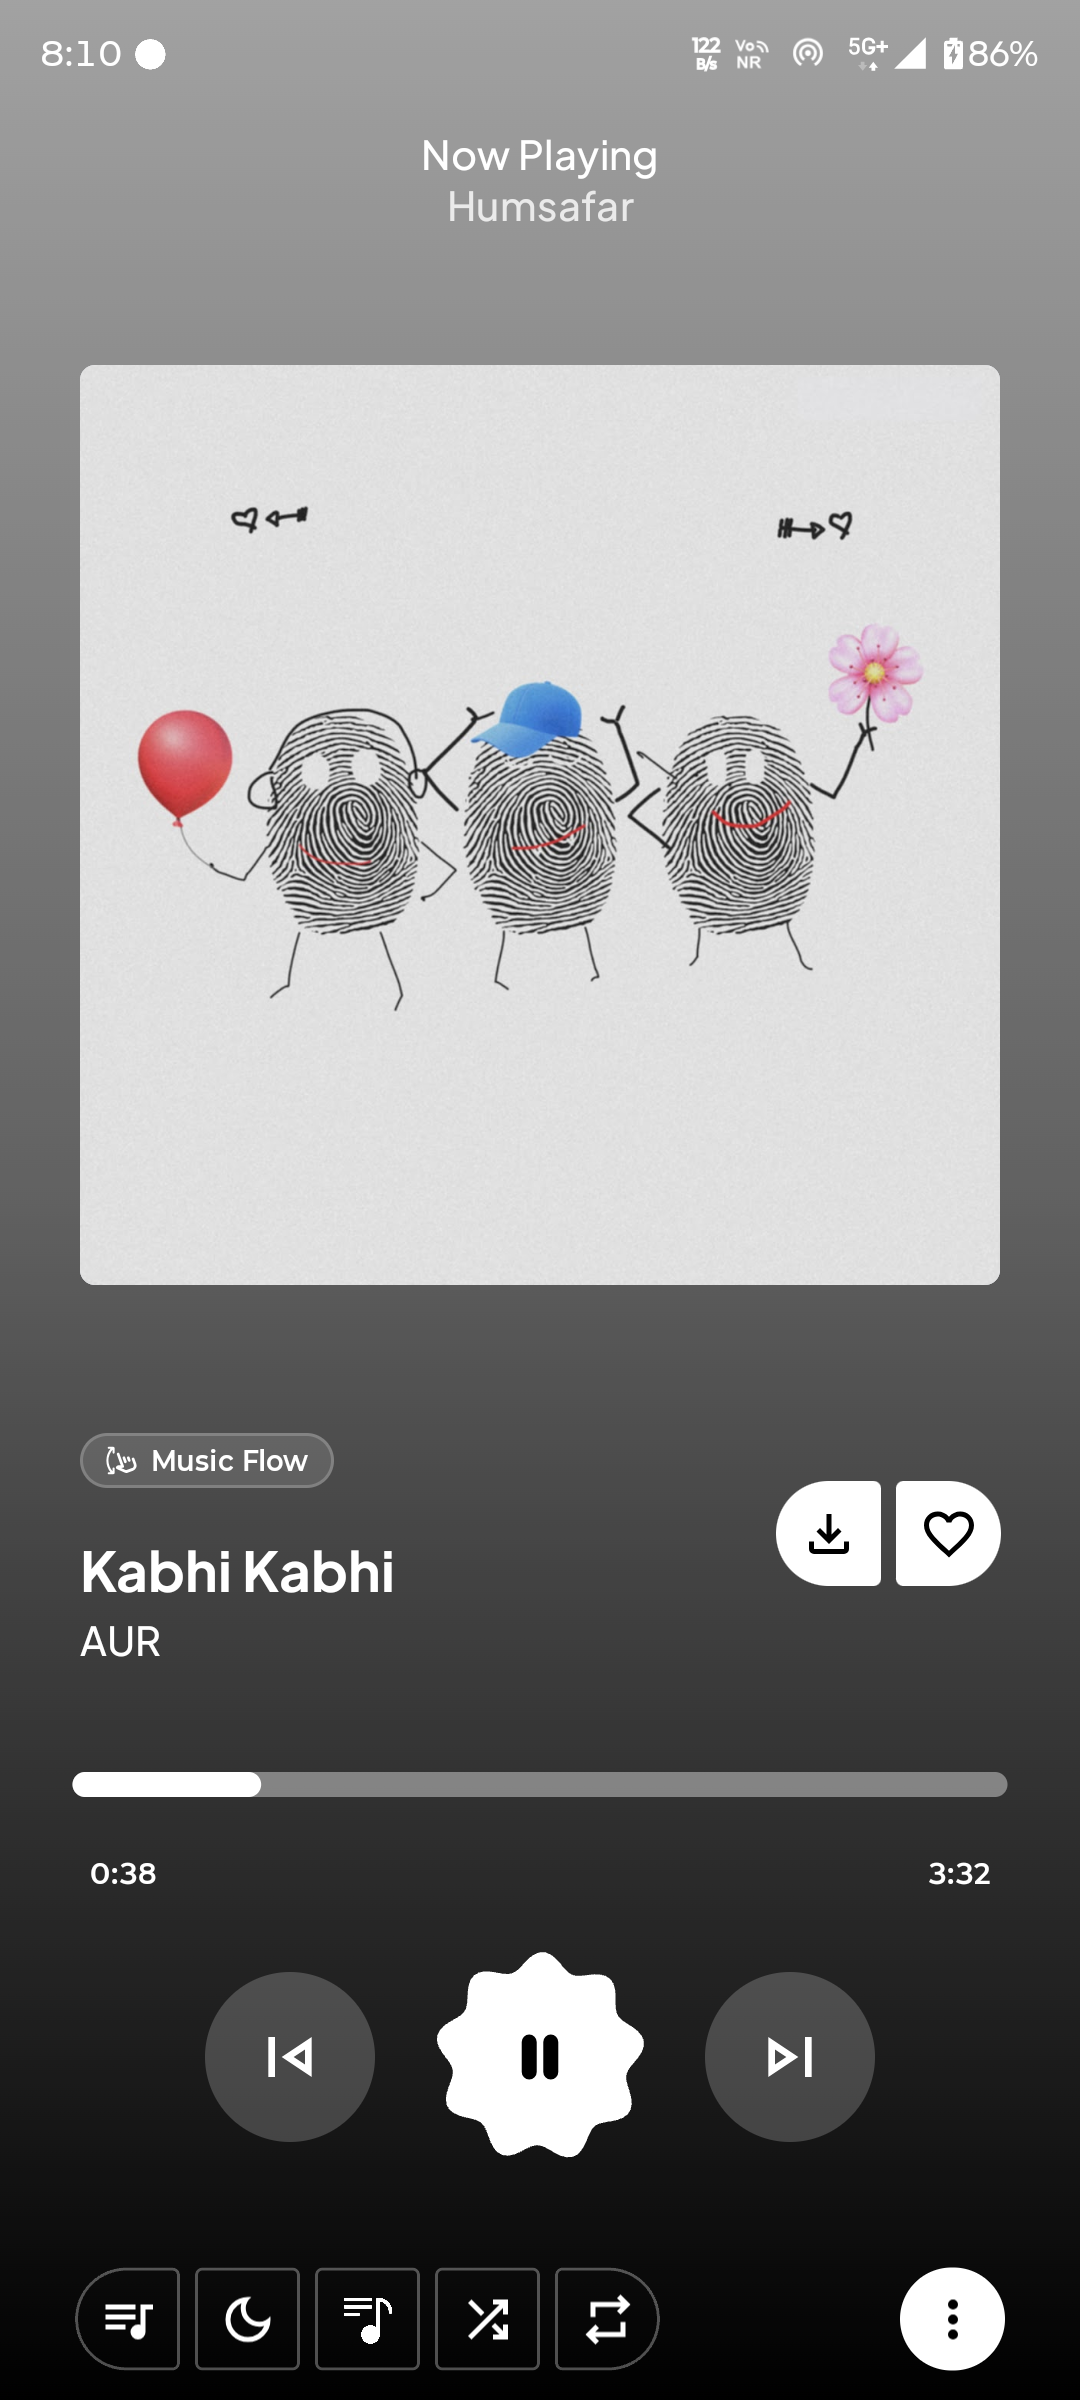 8:10
122
B/s
Vo
NR
5G+
86%
Now Playing
Humsafar
Music Flow
Kabhi Kabhi
AUR
0:38
3:32